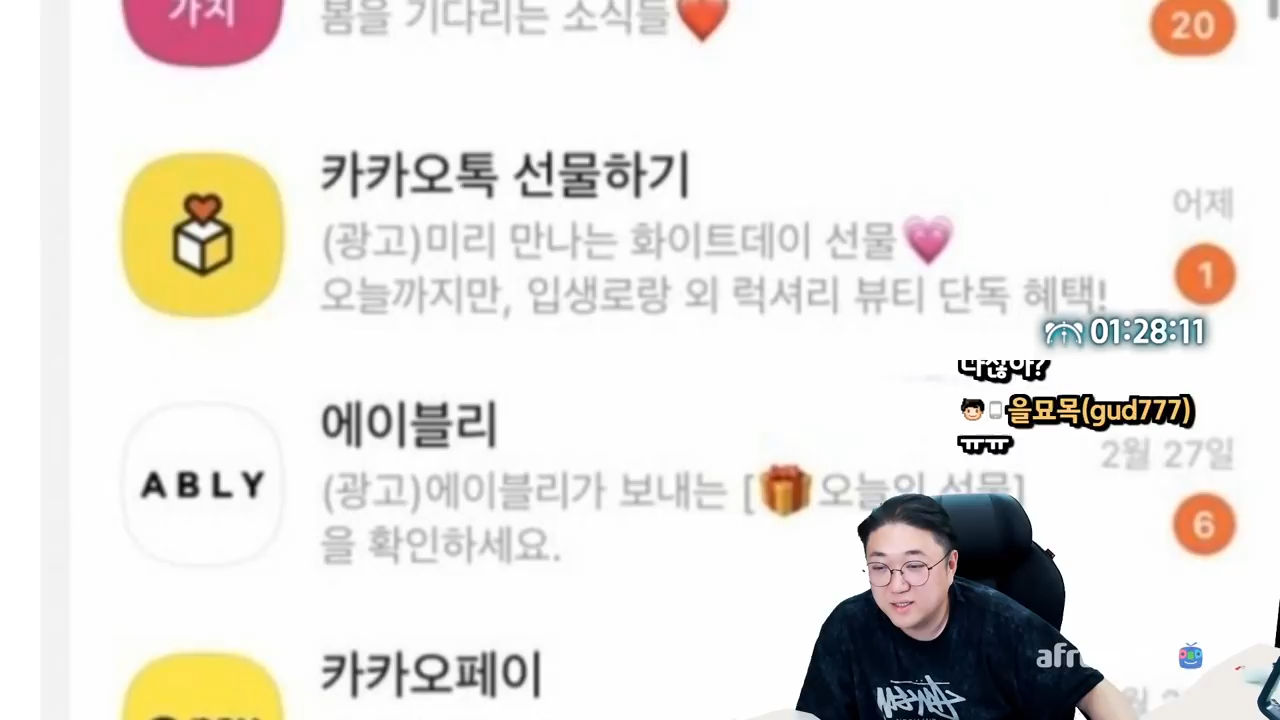 가지
봄을 기다리는 소식들❤️
20
카카오톡 선물하기
어제
(광고)미리 만나는 화이트데이 선물💗
오늘까지만, 입생로랑 외 럭셔리 뷰티 단독 혜택!
1
01:28:11
을묘목(gud777)
ㅠㅠ
에이블리
2월 27일
ABLY
(광고)에이블리가 보내는 [🎁오늘의 선물]
을 확인하세요.
6
카카오페이